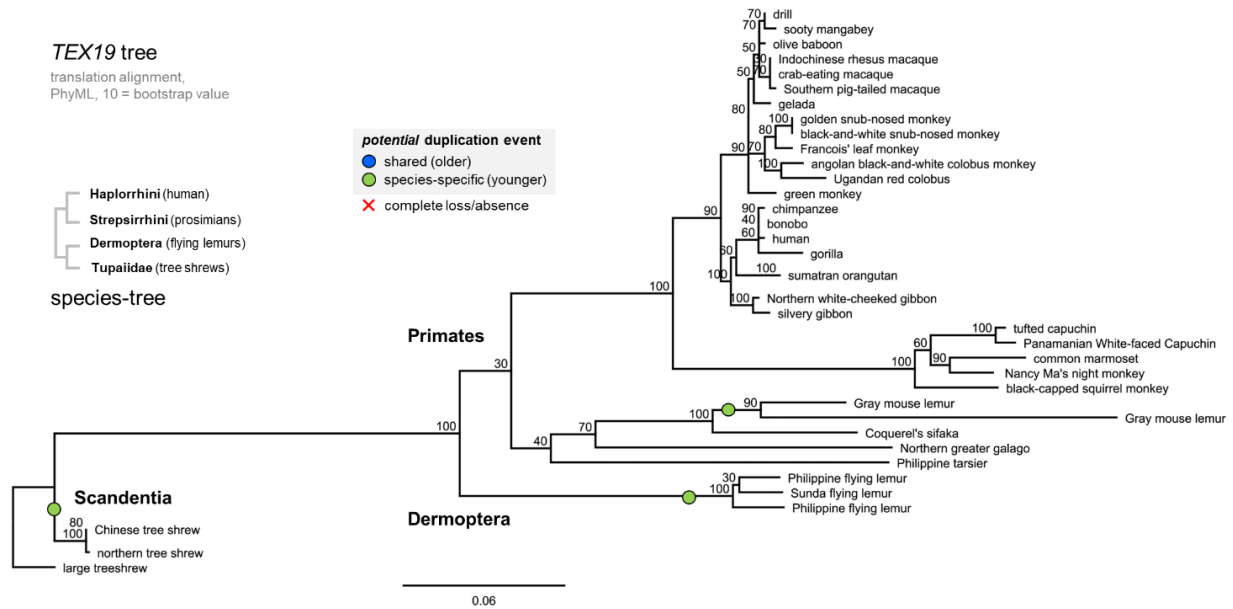 TEX19 tree
translation alignment,
PhyML, 10 = bootstrap value
potential duplication event
shared (older)
species-specific (younger)
complete loss/absence
Haplorrhini (human)
Strepsirrhini (prosimians)
Dermoptera (flying lemurs)
Tupaiidae (tree shrews)
species-tree
70
drill
70
sooty mangabey
olive baboon
50
Indochinese rhesus macaque
50
70
crab-eating macaque
Southern pig-tailed macaque
80
gelada
100
golden snub-nosed monkey
80
black-and-white snub-nosed monkey
90
70
Francois' leaf monkey
100
angolan black-and-white colobus monkey
Ugandan red colobus
green monkey
90
90
chimpanzee
40
bonobo
60
human
60
gorilla
100
100
sumatran orangutan
100
100
Northern white-cheeked gibbon
silvery gibbon
Primates
100
tufted capuchin
60
Panamanian White-faced Capuchin
100
90
common marmoset
Nancy Ma's night monkey
black-capped squirrel monkey
30
90
Gray mouse lemur
100
Gray mouse lemur
70
Coquerel's sifaka
100
40
Northern greater galago
Philippine tarsier
30
Philippine flying lemur
100
Sunda flying lemur
Philippine flying lemur
Dermoptera
Scandentia
80
100
Chinese tree shrew
northern tree shrew
large treeshrew
0.06